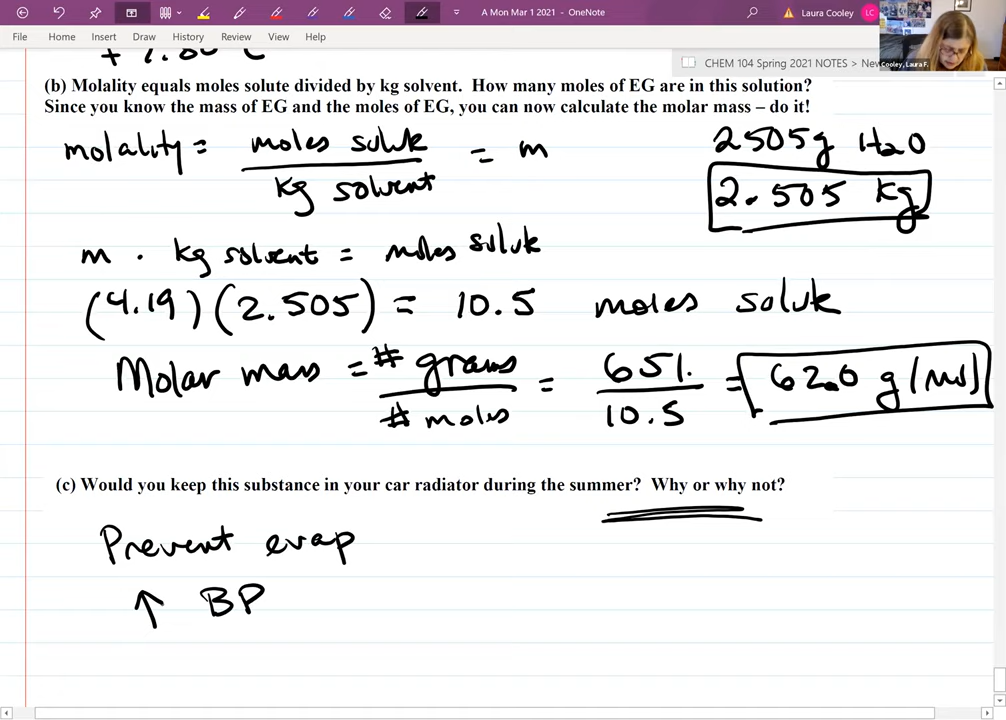 A Mon Mar 1 2021 - OneNote
Laura Cooley LC
File Home Insert Draw History Review View Help
CHEM 104 Spring 2021 NOTES >
Cooley, Laura F.
(b) Molality equals moles solute divided by kg solvent. How many moles of EG are in this solution?
Since you know the mass of EG and the moles of EG, you can now calculate the molar mass – do it!
molality = moles solute / kg solvent = m
2505g H2O
2.505 kg
m · kg solvent = moles solute
(4.19)(2.505) = 10.5 moles solute
Molar mass = # grams / # moles = 651. / 10.5 = 62.0 g/mol
(c) Would you keep this substance in your car radiator during the summer? Why or why not?
Prevent evap
↑ BP